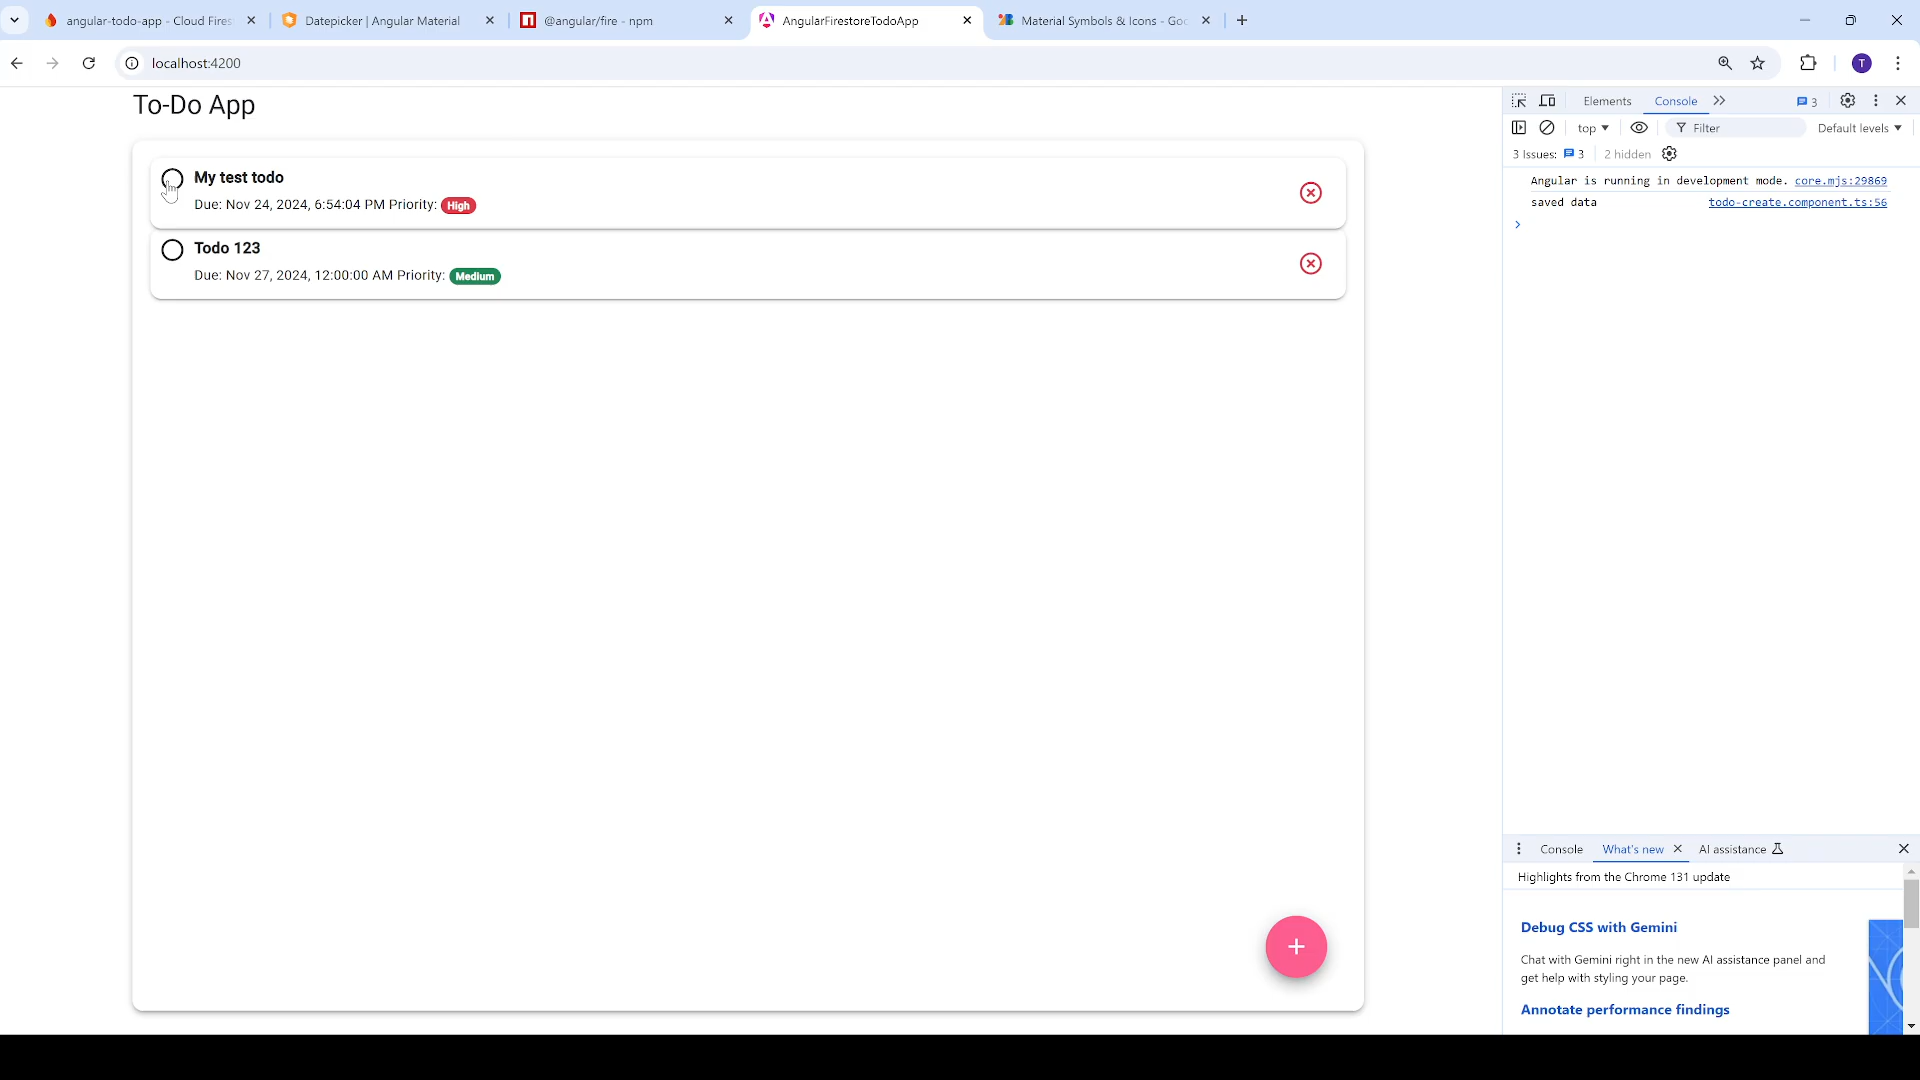 angular-todo-app - Cloud Fires
Datepicker | Angular Material
@angular/fire - npm
AngularFirestoreTodoApp
Material Symbols & Icons - Goo
localhost:4200
T
To-Do App
My test todo
Due: Nov 24, 2024, 6:54:04 PM Priority: High
Todo 123
Due: Nov 27, 2024, 12:00:00 AM Priority: Medium
+
Elements Console 3
top Filter Default levels
3 Issues: 3 2 hidden
Angular is running in development mode. core.mjs:29869
saved data todo-create.component.ts:56
Console What's new AI assistance
Highlights from the Chrome 131 update
Debug CSS with Gemini
Chat with Gemini right in the new AI assistance panel and
get help with styling your page.
Annotate performance findings